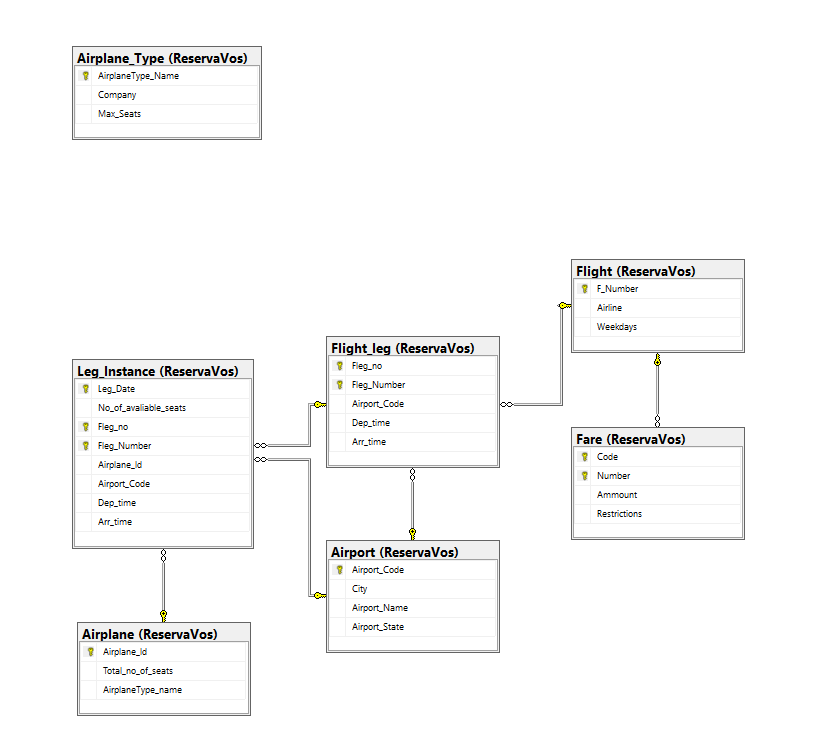 Airplane_Type (ReservaVos)
AirplaneType_Name
Company
Max_Seats
Flight (ReservaVos)
F_Number
Airline
Weekdays
Flight_leg (ReservaVos)
Fleg_no
Fleg_Number
Airport_Code
Dep_time
Arr_time
Leg_Instance (ReservaVos)
Leg_Date
No_of_avaliable_seats
Fleg_no
Fleg_Number
Airplane_Id
Airport_Code
Dep_time
Arr_time
Fare (ReservaVos)
Code
Number
Ammount
Restrictions
Airport (ReservaVos)
Airport_Code
City
Airport_Name
Airport_State
Airplane (ReservaVos)
Airplane_Id
Total_no_of_seats
AirplaneType_name